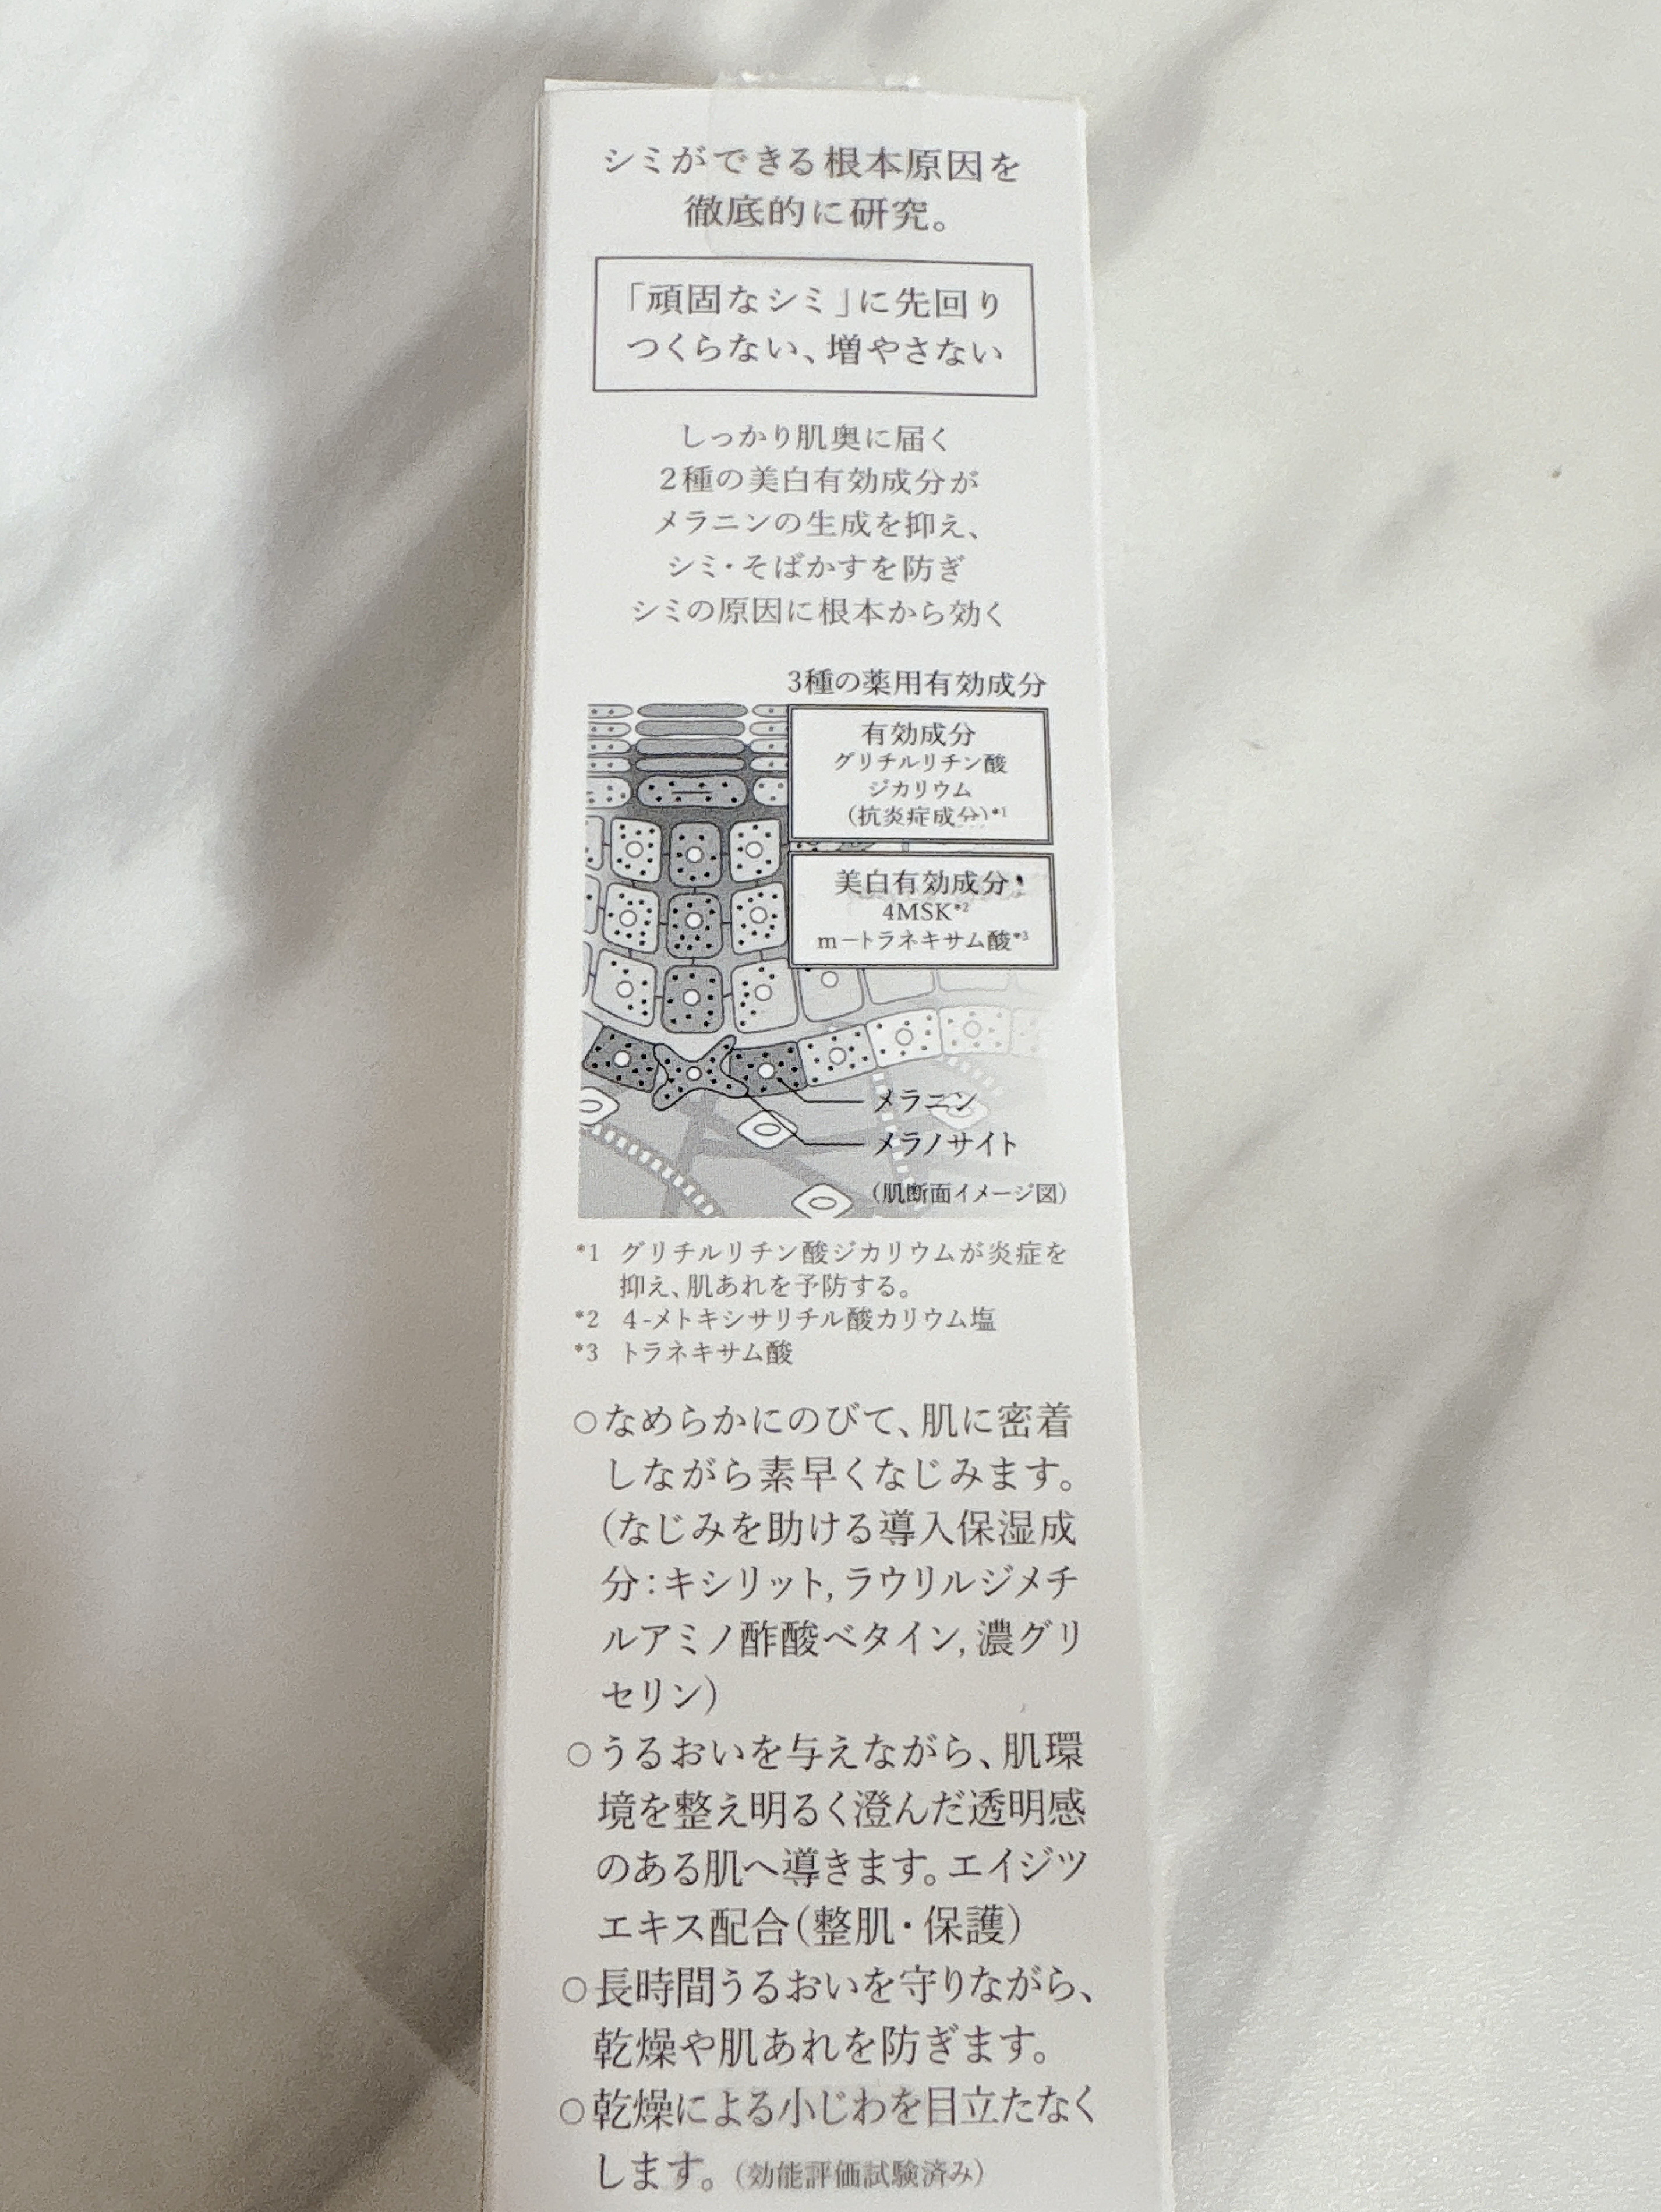 シミができる根本原因を
徹底的に研究。
「頑固なシミ」に先回り
つくらない、増やさない
しっかり肌奥に届く
2種の美白有効成分が
メラニンの生成を抑え、
シミ・そばかすを防ぎ
シミの原因に根本から効く
3種の薬用有効成分
有効成分
グリチルリチン酸
ジカリウム
(抗炎症成分)*1
美白有効成分
4MSK*2
m−トラネキサム酸*3
メラニン
メラノサイト
(肌断面イメージ図)
*1 グリチルリチン酸ジカリウムが炎症を
抑え、肌あれを予防する。
*2 4-メトキシサリチル酸カリウム塩
*3 トラネキサム酸
○なめらかにのびて、肌に密着
しながら素早くなじみます。
(なじみを助ける導入保湿成
分:キシリット,ラウリルジメチ
ルアミノ酢酸ベタイン,濃グリ
セリン)
○うるおいを与えながら、肌環
境を整え明るく澄んだ透明感
のある肌へ導きます。エイジツ
エキス配合(整肌・保護)
○長時間うるおいを守りながら、
乾燥や肌あれを防ぎます。
○乾燥による小じわを目立たなく
します。(効能評価試験済み)